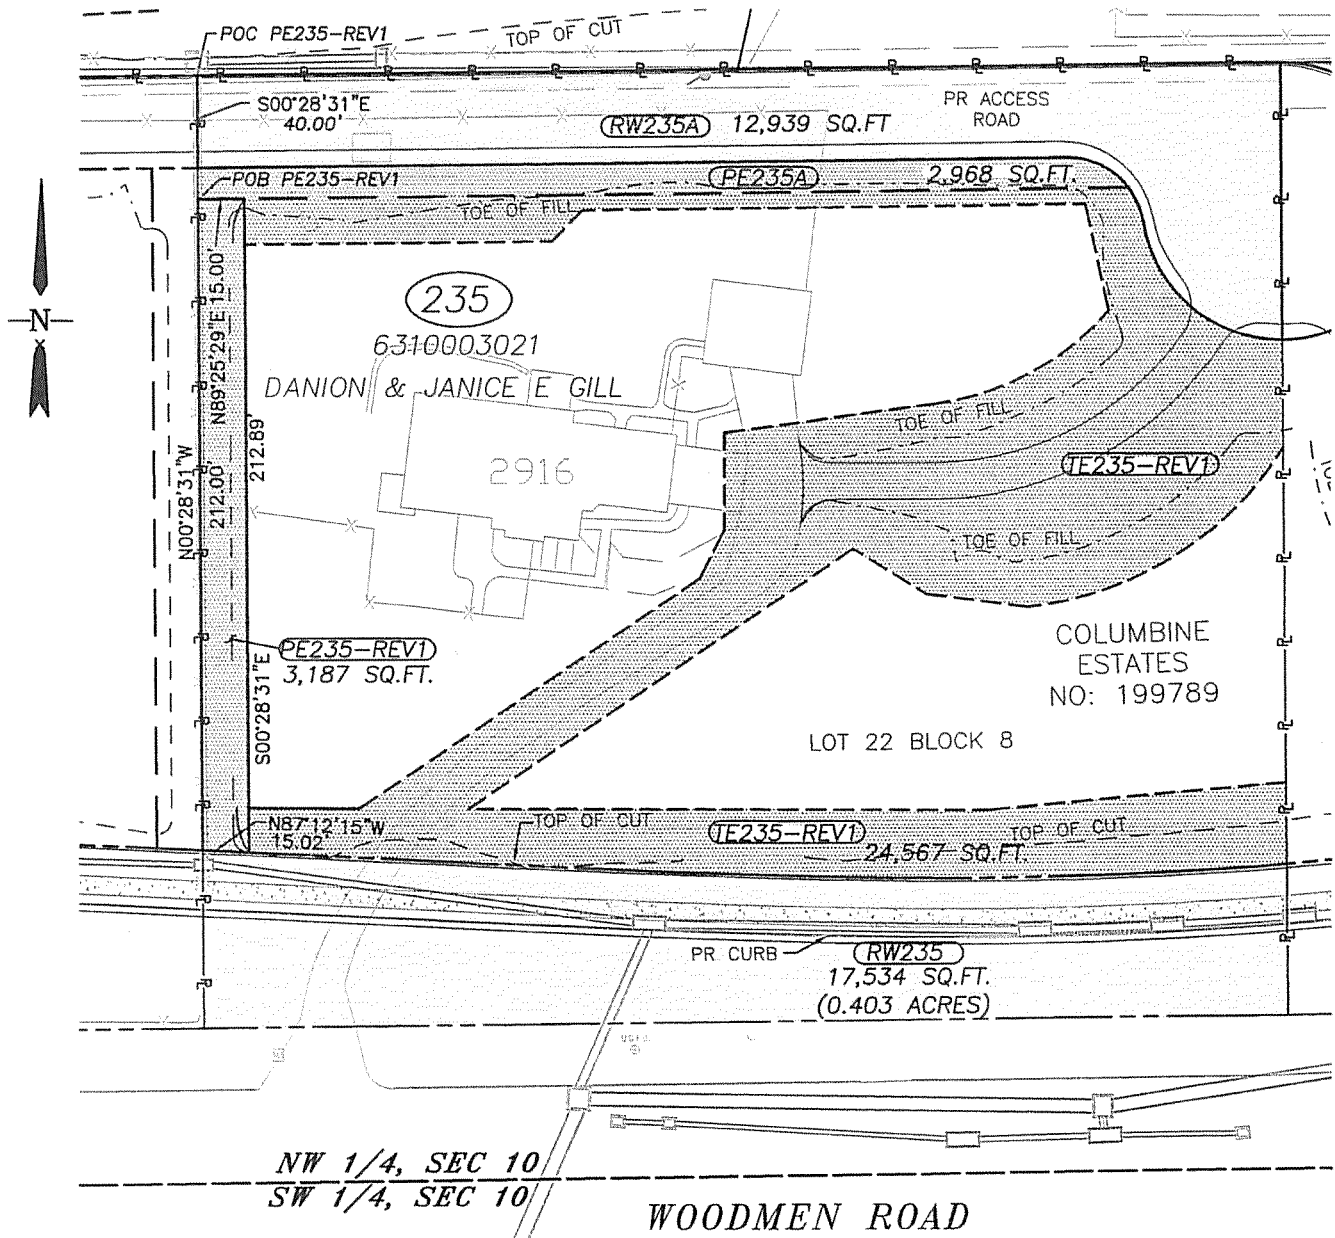 POC PE235-REV1
TOP OF CUT
S00°28'31"E
40.00'
RW235A 12,939 SQ.FT
PR ACCESS
ROAD
POB PE235-REV1
PE235A 2,968 SQ.FT.
TOE OF FILL
N
235
6310003021
DANION & JANICE E GILL
2916
N89°25'29"E 15.00'
212.89'
N00°28'31"W
212.00
S00°28'31"E
TOE OF FILL
TE235-REV1
TOE OF FILL
PE235-REV1
3,187 SQ.FT.
COLUMBINE
ESTATES
NO: 199789
LOT 22 BLOCK 8
N87°12'15"W
15.02'
TOP OF CUT
TE235-REV1
24,567 SQ.FT.
TOP OF CUT
PR CURB
RW235
17,534 SQ.FT.
(0.403 ACRES)
NW 1/4, SEC 10
SW 1/4, SEC 10
WOODMEN ROAD